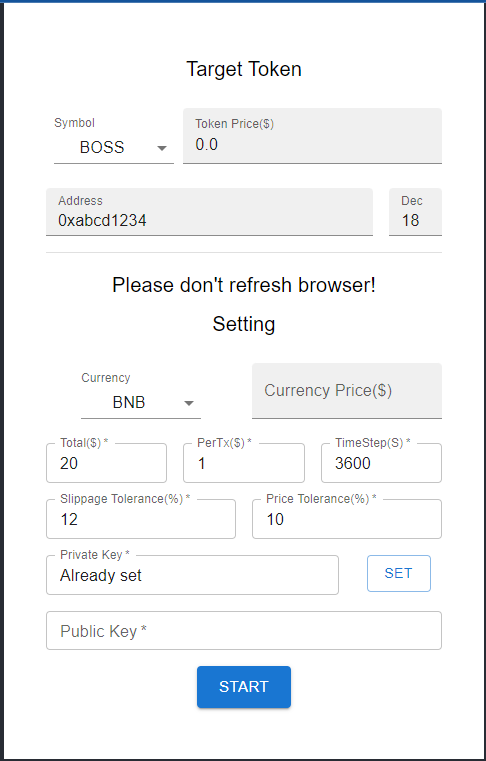 Target Token
Symbol
Token Price($)
BOSS
0.0
Address
Dec
0xabcd1234
18
Please don't refresh browser!
Setting
Currency
BNB
Currency Price($)
Total($) *
PerTx($) *
TimeStep(S) *
20
1
3600
Slippage Tolerance(%) *
Price Tolerance(%) *
12
10
Private Key *
Already set
SET
Public Key *
START